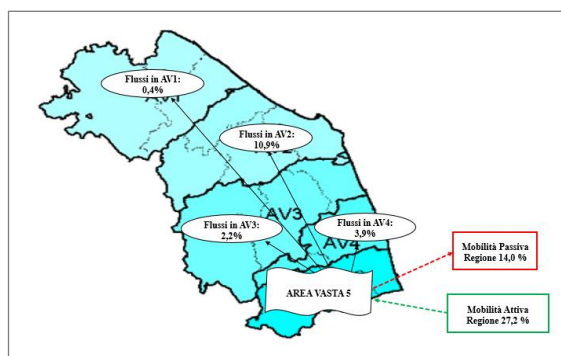 Flussi in AV1:
0,4%
Flussi in AV2:
10,9%
AV3
Flussi in AV3:
2,2%
Flussi in AV4:
3,9%
AV4
Mobilità Passiva
Regione 14,0 %
AREA VASTA 5
Mobilità Attiva
Regione 27,2 %